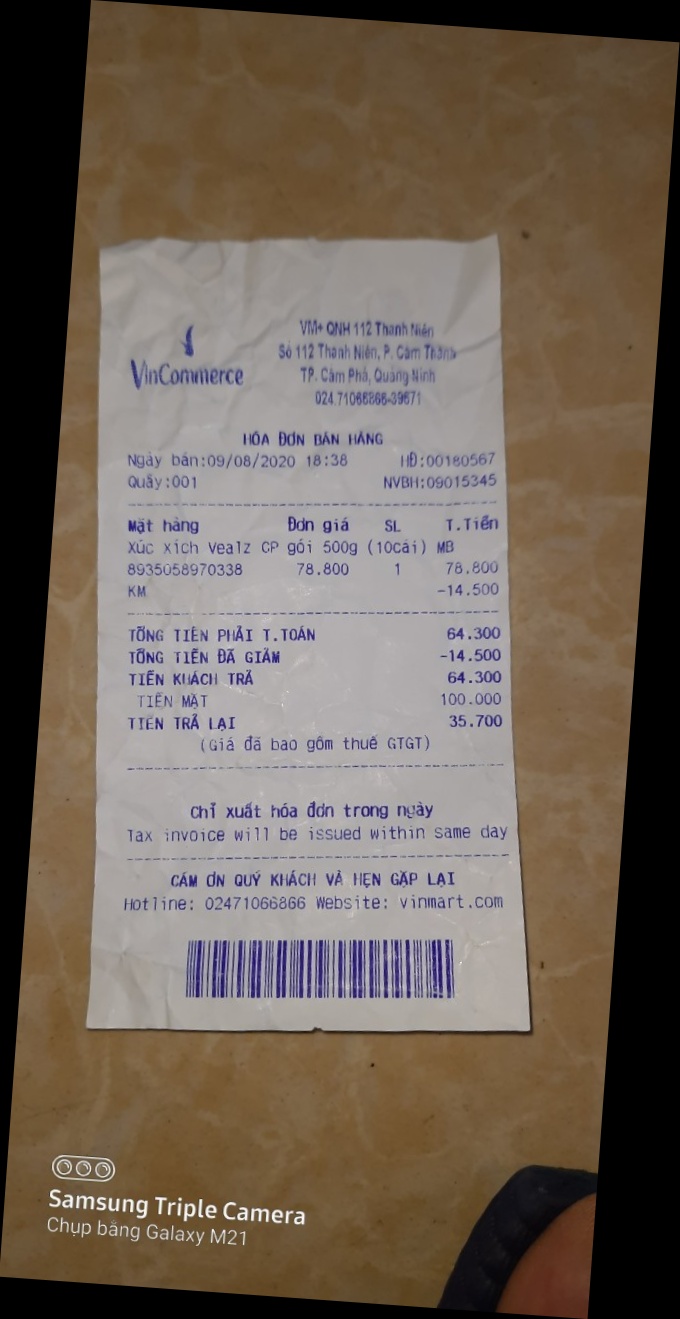 VinCommerce
VM+ QNH 112 Thanh Niên
Số 112 Thanh Niên, P. Cẩm Thành
TP. Cẩm Phả, Quảng Ninh
024.71066866-39671
HÓA ĐƠN BÁN HÀNG
Ngày bán:09/08/2020 18:38 HĐ:00180567
Quầy:001 NVBH:09015345
Mặt hàng Đơn giá SL T.Tiền
Xúc xích Vealz CP gói 500g (10cái) MB
8935058970338 78.800 1 78.800
KM -14.500
TỔNG TIỀN PHẢI T.TOÁN 64.300
TỔNG TIỀN ĐÃ GIẢM -14.500
TIỀN KHÁCH TRẢ 64.300
TIỀN MẶT 100.000
TIỀN TRẢ LẠI 35.700
(Giá đã bao gồm thuế GTGT)
Chỉ xuất hóa đơn trong ngày
Tax invoice will be issued within same day
CẢM ƠN QUÝ KHÁCH VÀ HẸN GẶP LẠI
Hotline: 02471066866 Website: vinmart.com
Samsung Triple Camera
Chụp bằng Galaxy M21